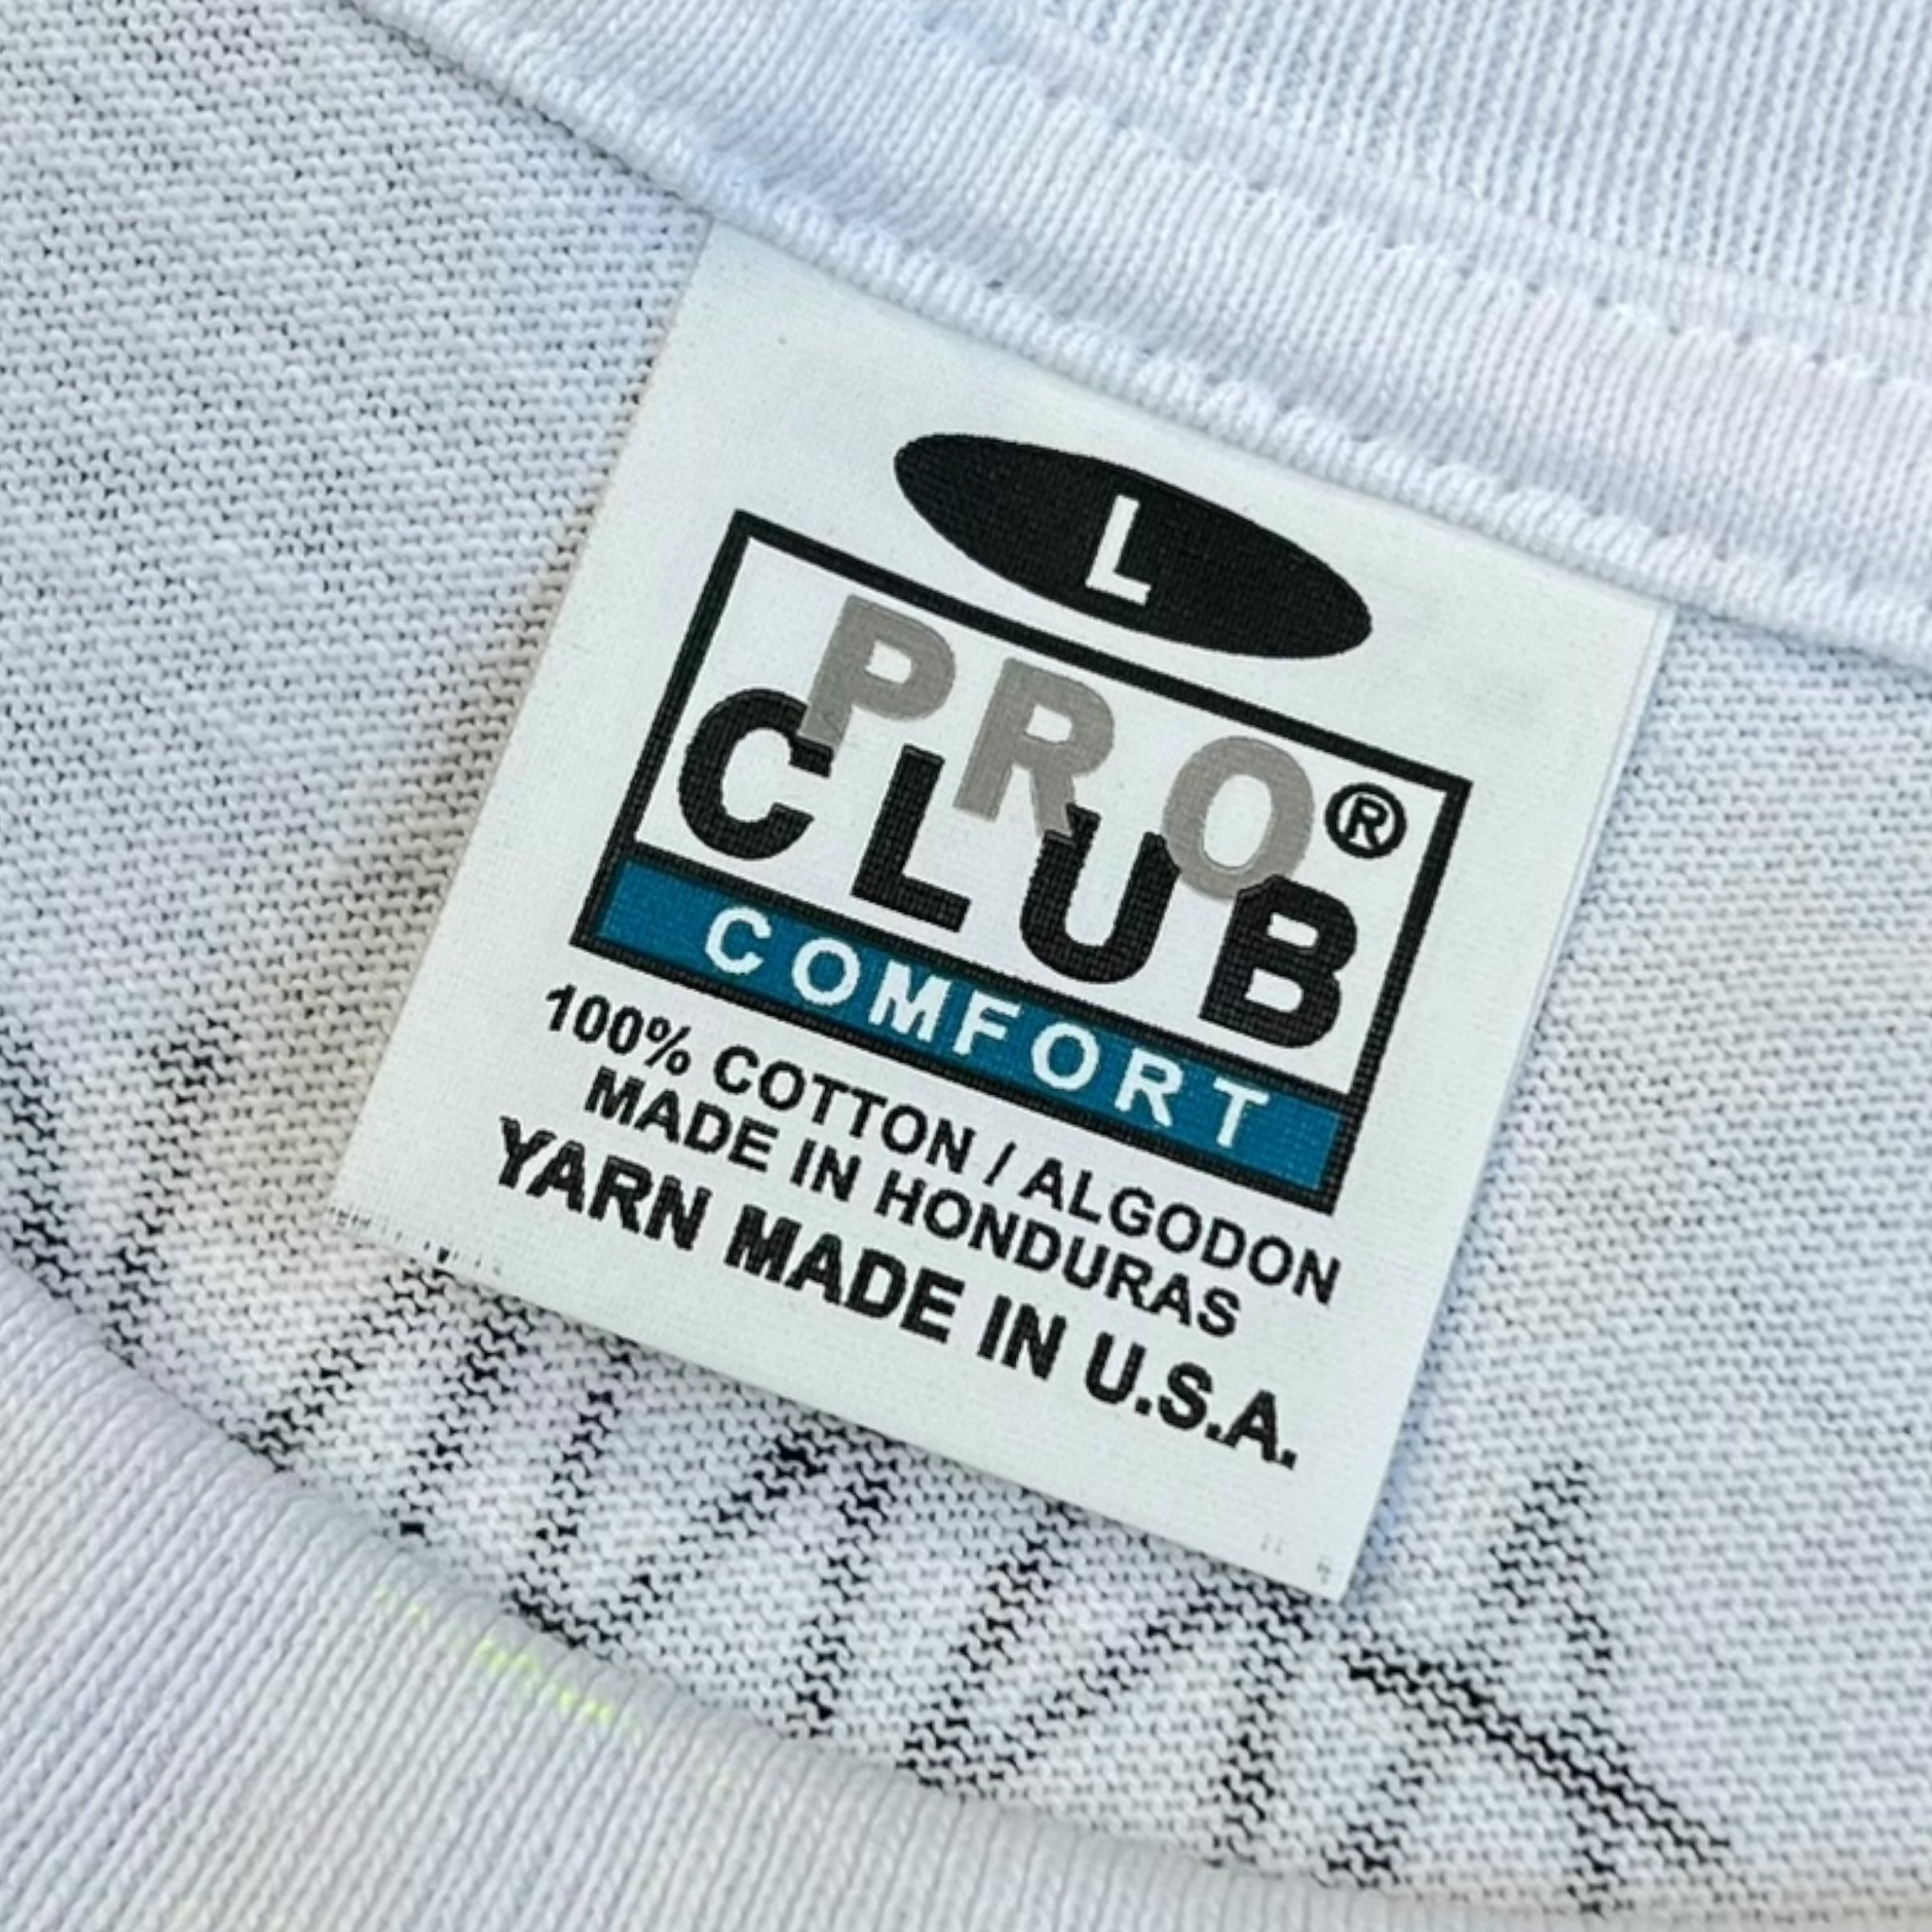 L
PRO
CLUB®
COMFORT
100% COTTON / ALGODON
MADE IN HONDURAS
YARN MADE IN U.S.A.